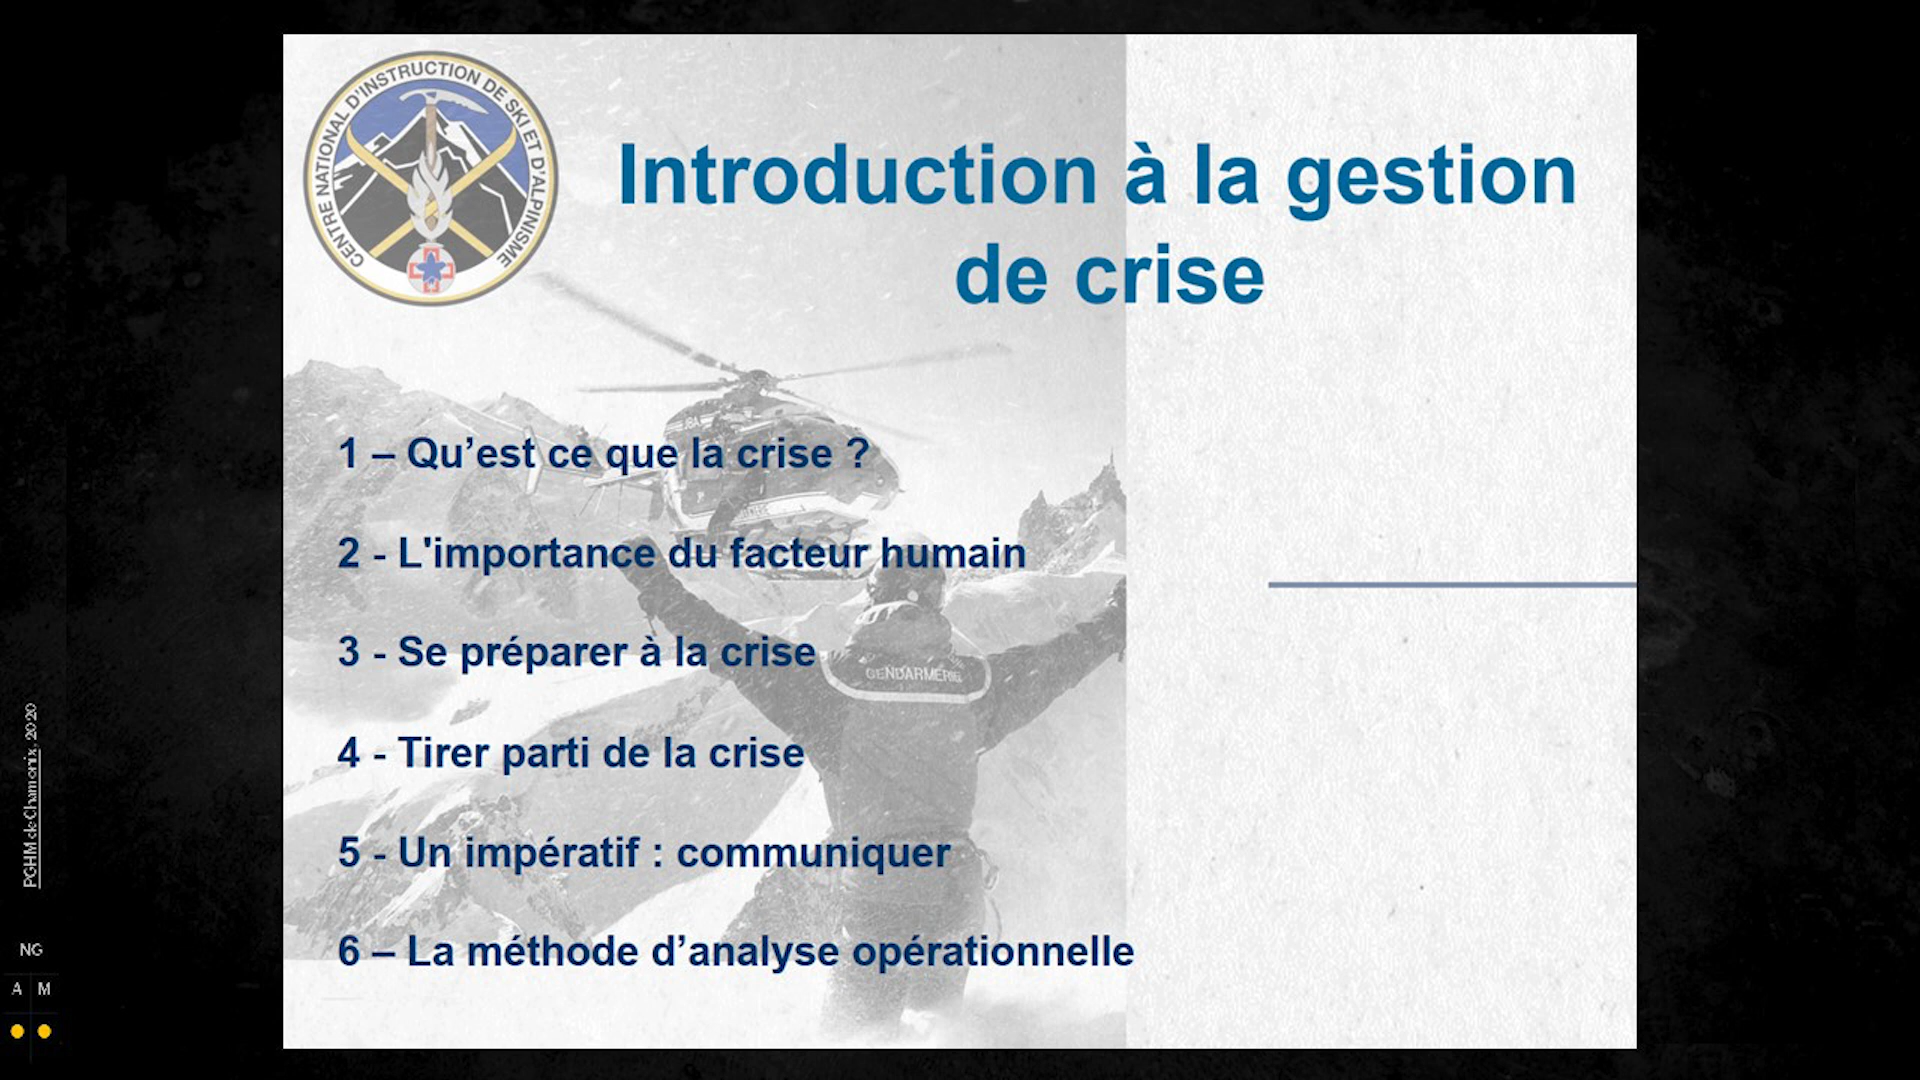 CENTRE NATIONAL D'INSTRUCTION DE SKI ET D'ALPINISME
Introduction à la gestion
de crise
1 – Qu’est ce que la crise ?
2 - L'importance du facteur humain
3 - Se préparer à la crise
4 - Tirer parti de la crise
5 - Un impératif : communiquer
6 – La méthode d’analyse opérationnelle
GENDARMERIE
PGHM de Chamonix, 2020
NG
A M